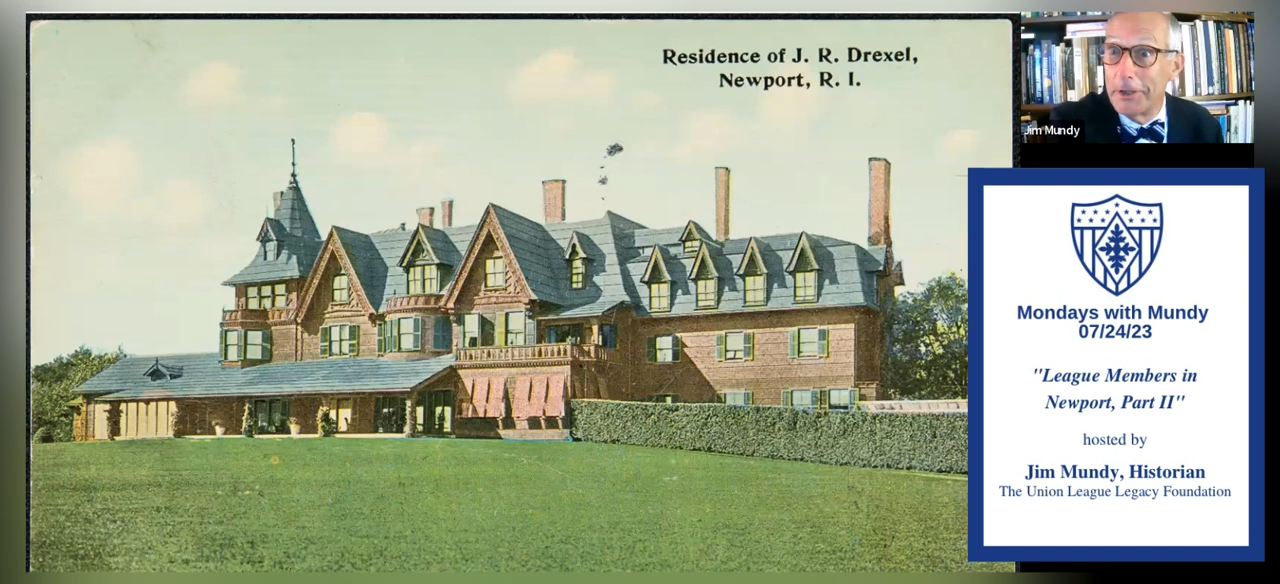 Residence of J. R. Drexel,
Newport, R. I.
Jim Mundy
Mondays with Mundy
07/24/23
"League Members in
Newport, Part II"
hosted by
Jim Mundy, Historian
The Union League Legacy Foundation